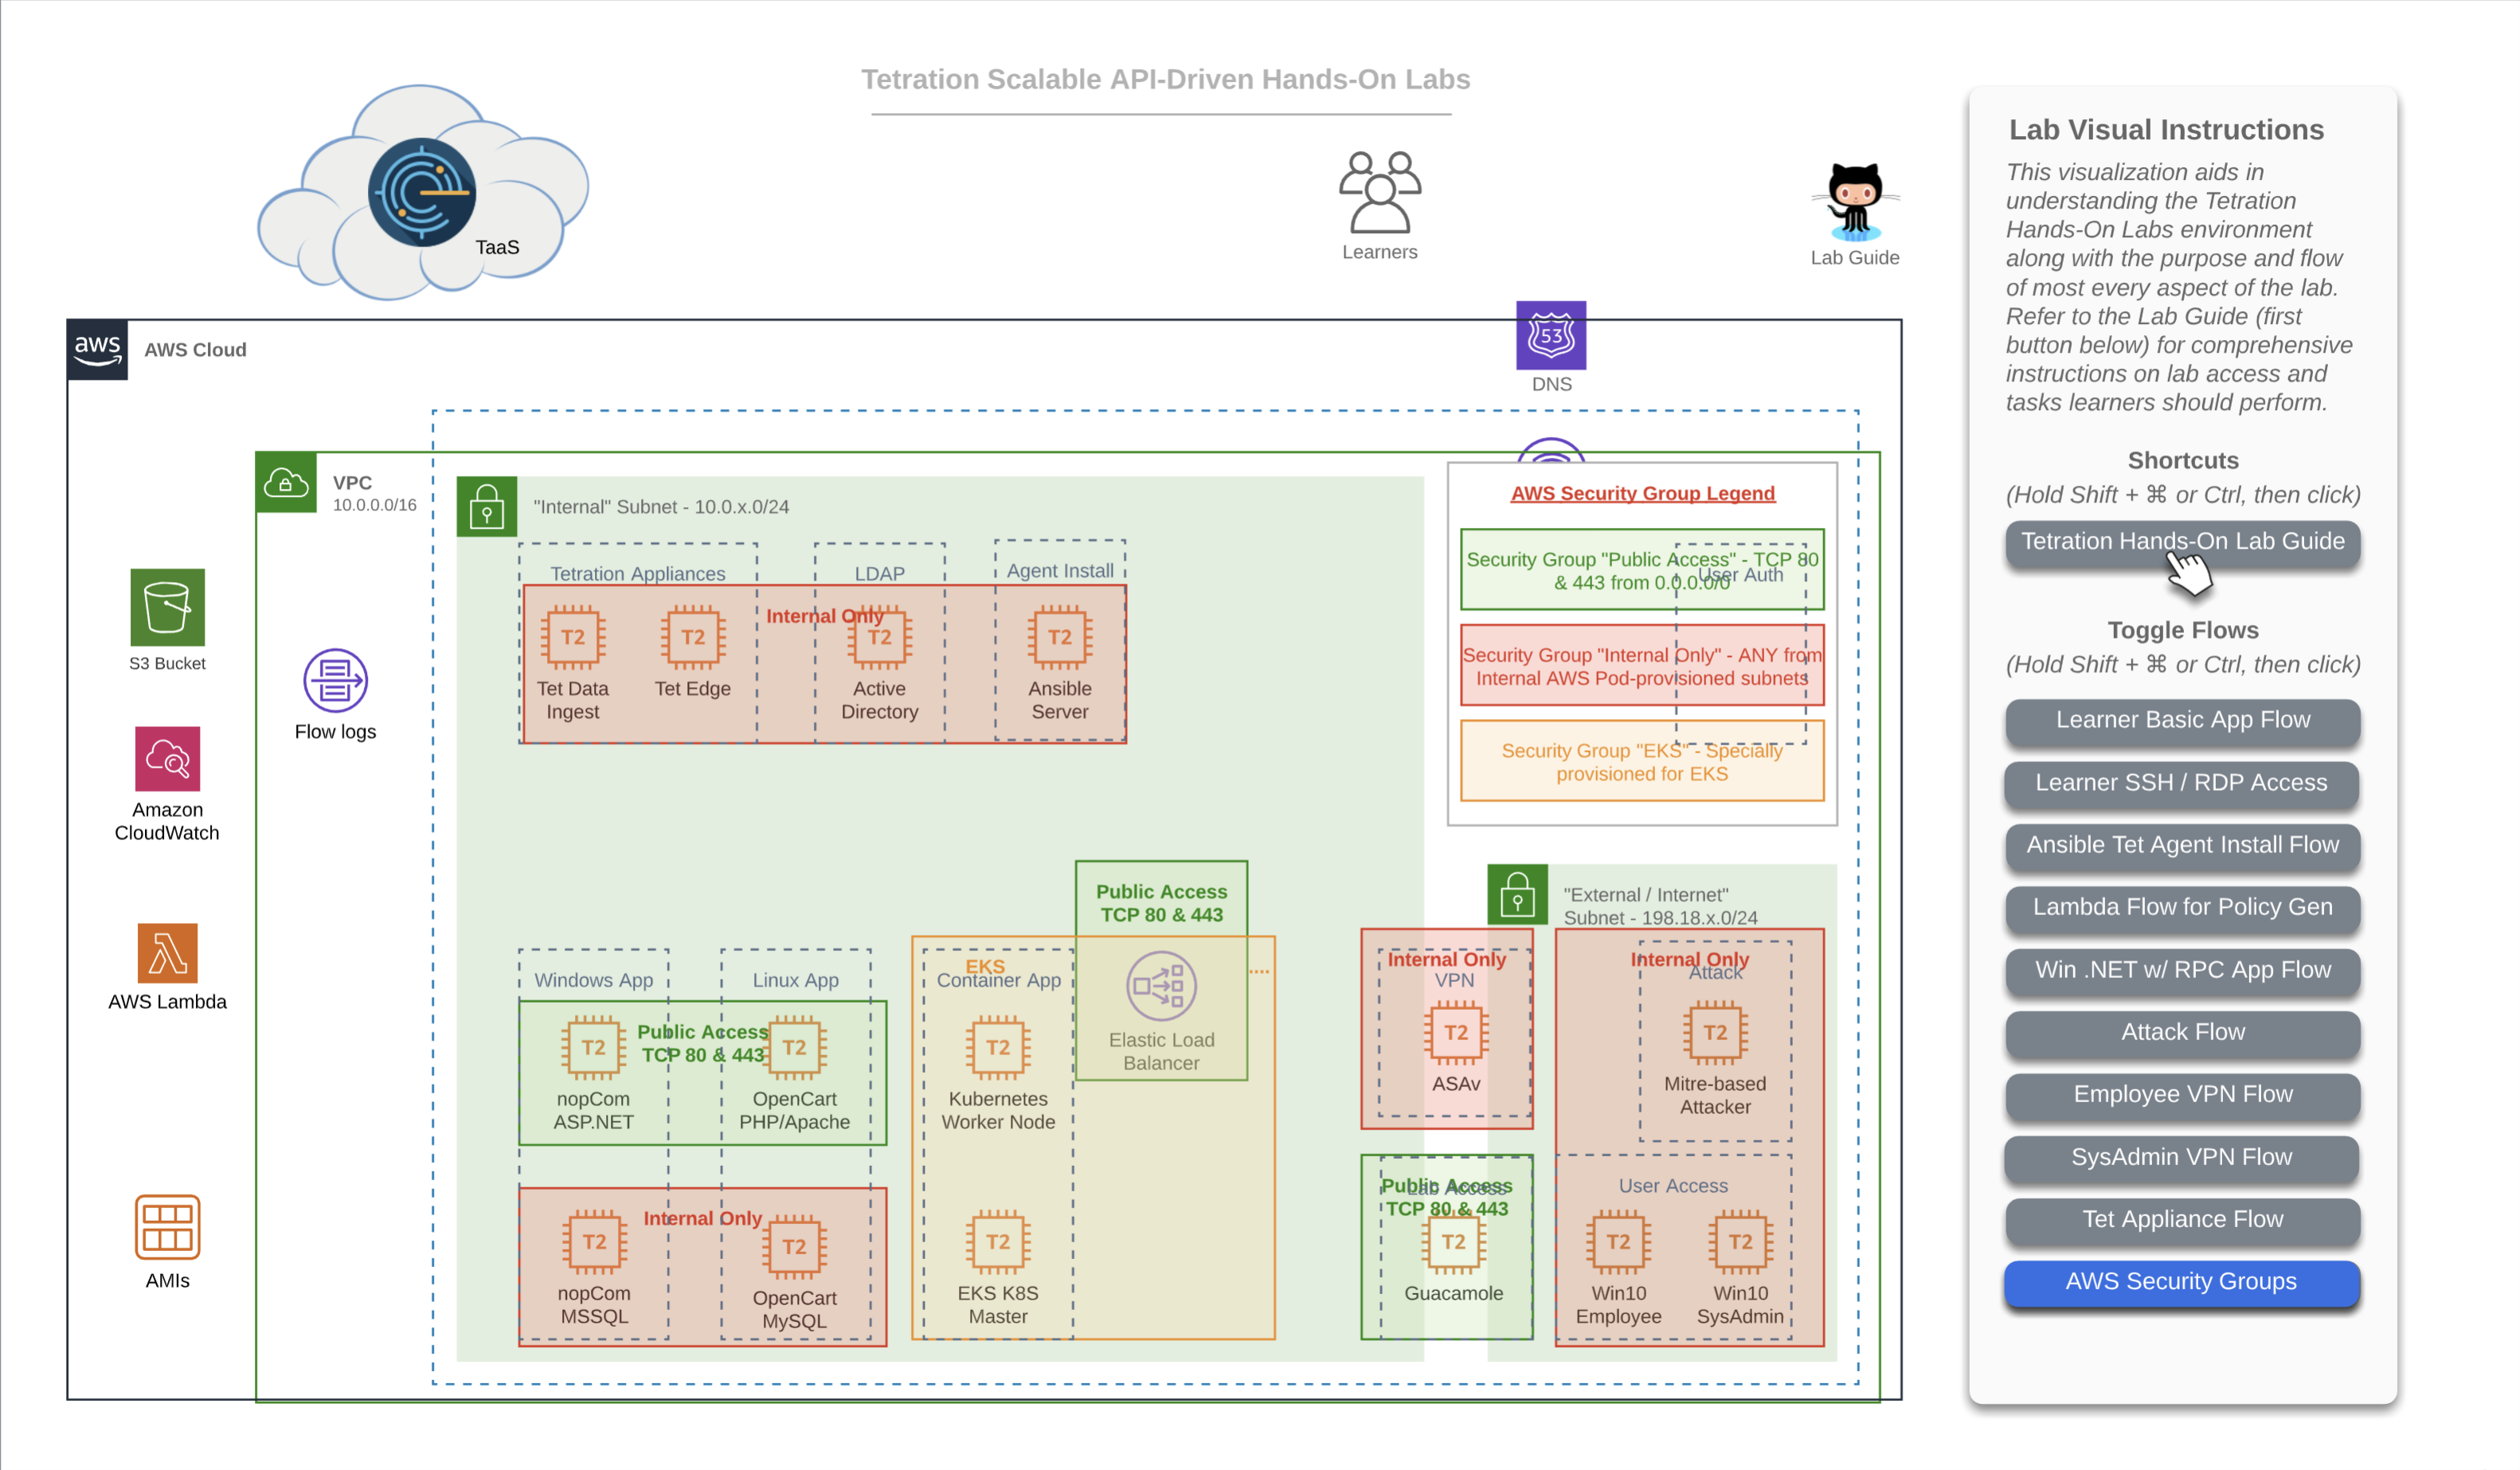 Tetration Scalable API-Driven Hands-On Labs
TaaS
Learners
Lab Guide
aws
AWS Cloud
53
DNS
VPC
10.0.0.0/16
"Internal" Subnet - 10.0.x.0/24
S3 Bucket
Amazon
CloudWatch
AWS Lambda
AMIs
Flow logs
Tetration Appliances
LDAP
Agent Install
Internal Only
T2
T2
T2
T2
Tet Data
Ingest
Tet Edge
Active
Directory
Ansible
Server
AWS Security Group Legend
Security Group "Public Access" - TCP 80
& 443 from 0.0.0.0/0
User Auth
Security Group "Internal Only" - ANY from
Internal AWS Pod-provisioned subnets
Security Group "EKS" - Specially
provisioned for EKS
Public Access
TCP 80 & 443
Elastic Load
Balancer
Windows App
Linux App
Public Access
TCP 80 & 443
T2
T2
nopCom
ASP.NET
OpenCart
PHP/Apache
Internal Only
T2
T2
nopCom
MSSQL
OpenCart
MySQL
EKS
Container App
T2
Kubernetes
Worker Node
T2
EKS K8S
Master
"External / Internet"
Subnet - 198.18.x.0/24
Internal Only
VPN
T2
ASAv
Internal Only
Attack
T2
Mitre-based
Attacker
Public Access
Lab Access
TCP 80 & 443
T2
Guacamole
User Access
T2
T2
Win10
Employee
Win10
SysAdmin
Lab Visual Instructions
This visualization aids in
understanding the Tetration
Hands-On Labs environment
along with the purpose and flow
of most every aspect of the lab.
Refer to the Lab Guide (first
button below) for comprehensive
instructions on lab access and
tasks learners should perform.
Shortcuts
(Hold Shift + ⌘ or Ctrl, then click)
Tetration Hands-On Lab Guide
Toggle Flows
(Hold Shift + ⌘ or Ctrl, then click)
Learner Basic App Flow
Learner SSH / RDP Access
Ansible Tet Agent Install Flow
Lambda Flow for Policy Gen
Win .NET w/ RPC App Flow
Attack Flow
Employee VPN Flow
SysAdmin VPN Flow
Tet Appliance Flow
AWS Security Groups